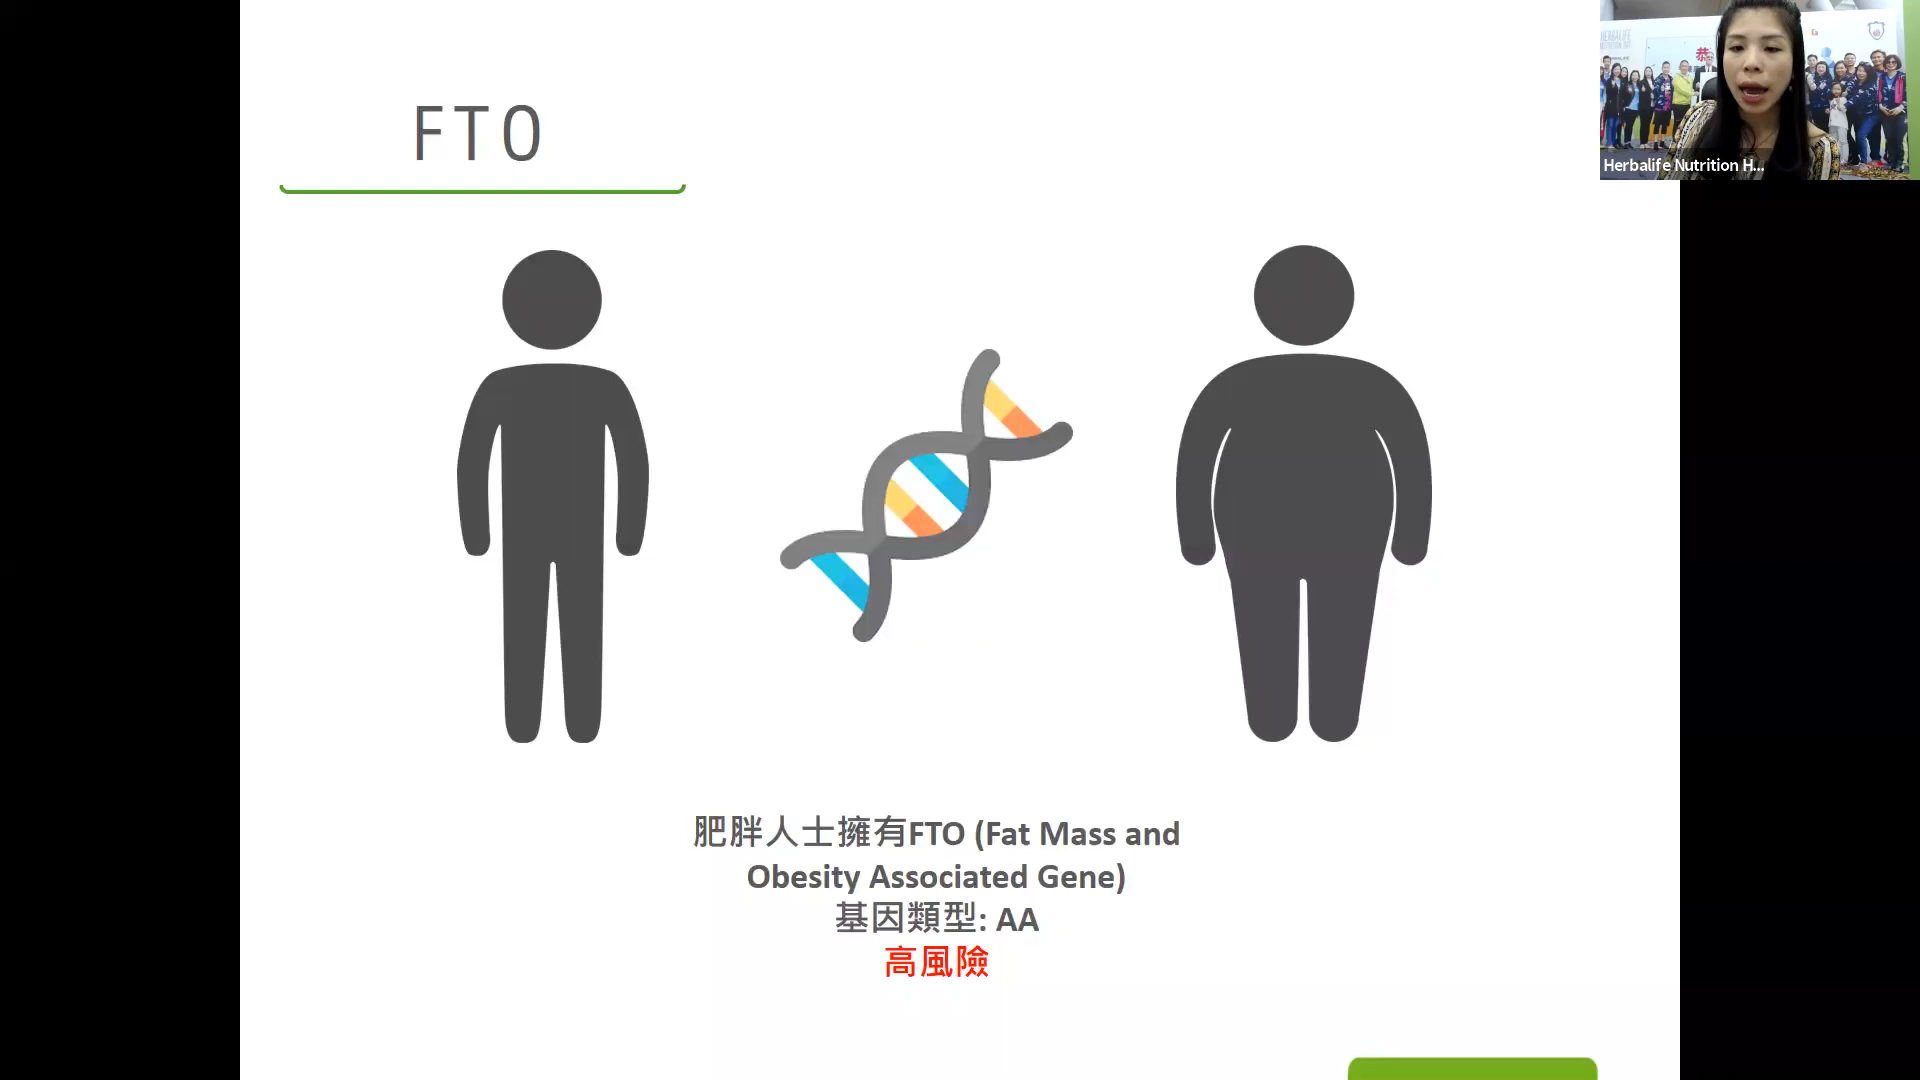 FTO
恭
Herbalife Nutrition H...
肥胖人士擁有FTO (Fat Mass and
Obesity Associated Gene)
基因類型: AA
高風險